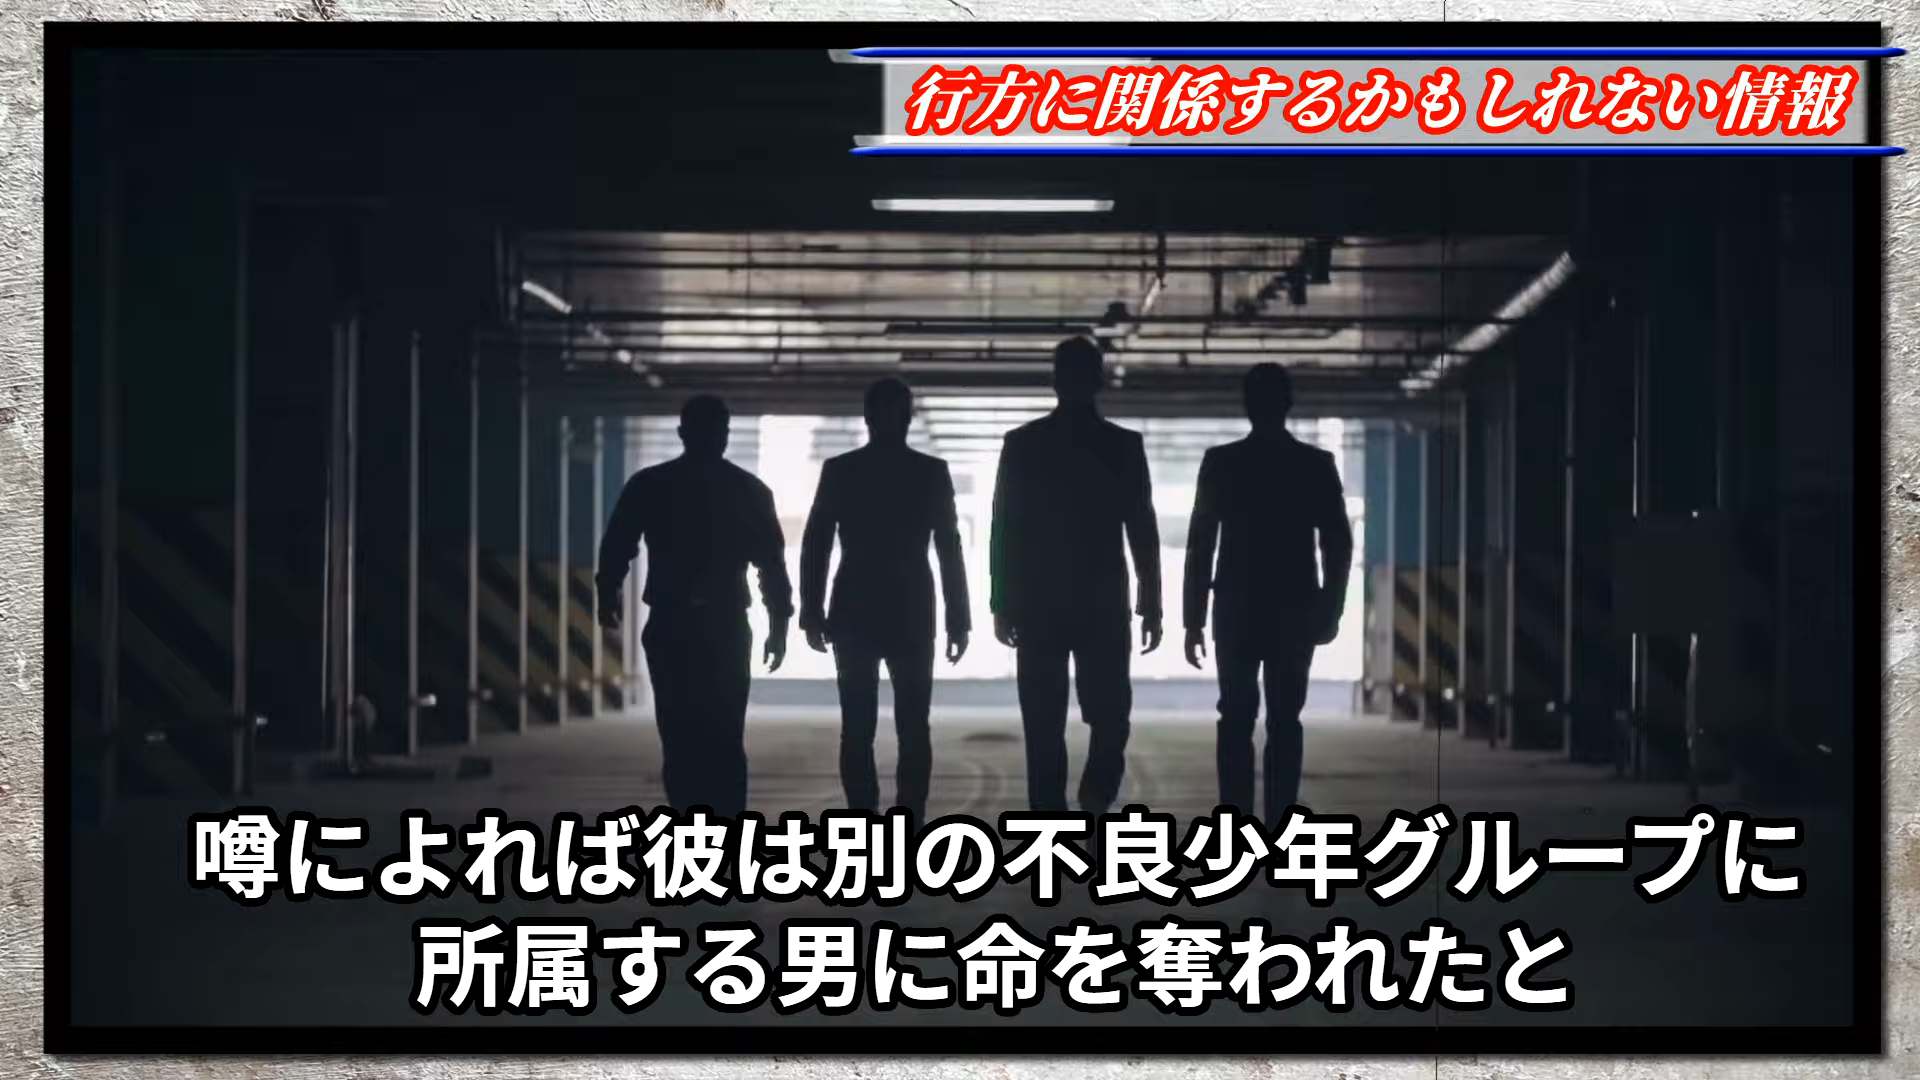 行方に関係するかもしれない情報
噂によれば彼は別の不良少年グループに
所属する男に命を奪われたと